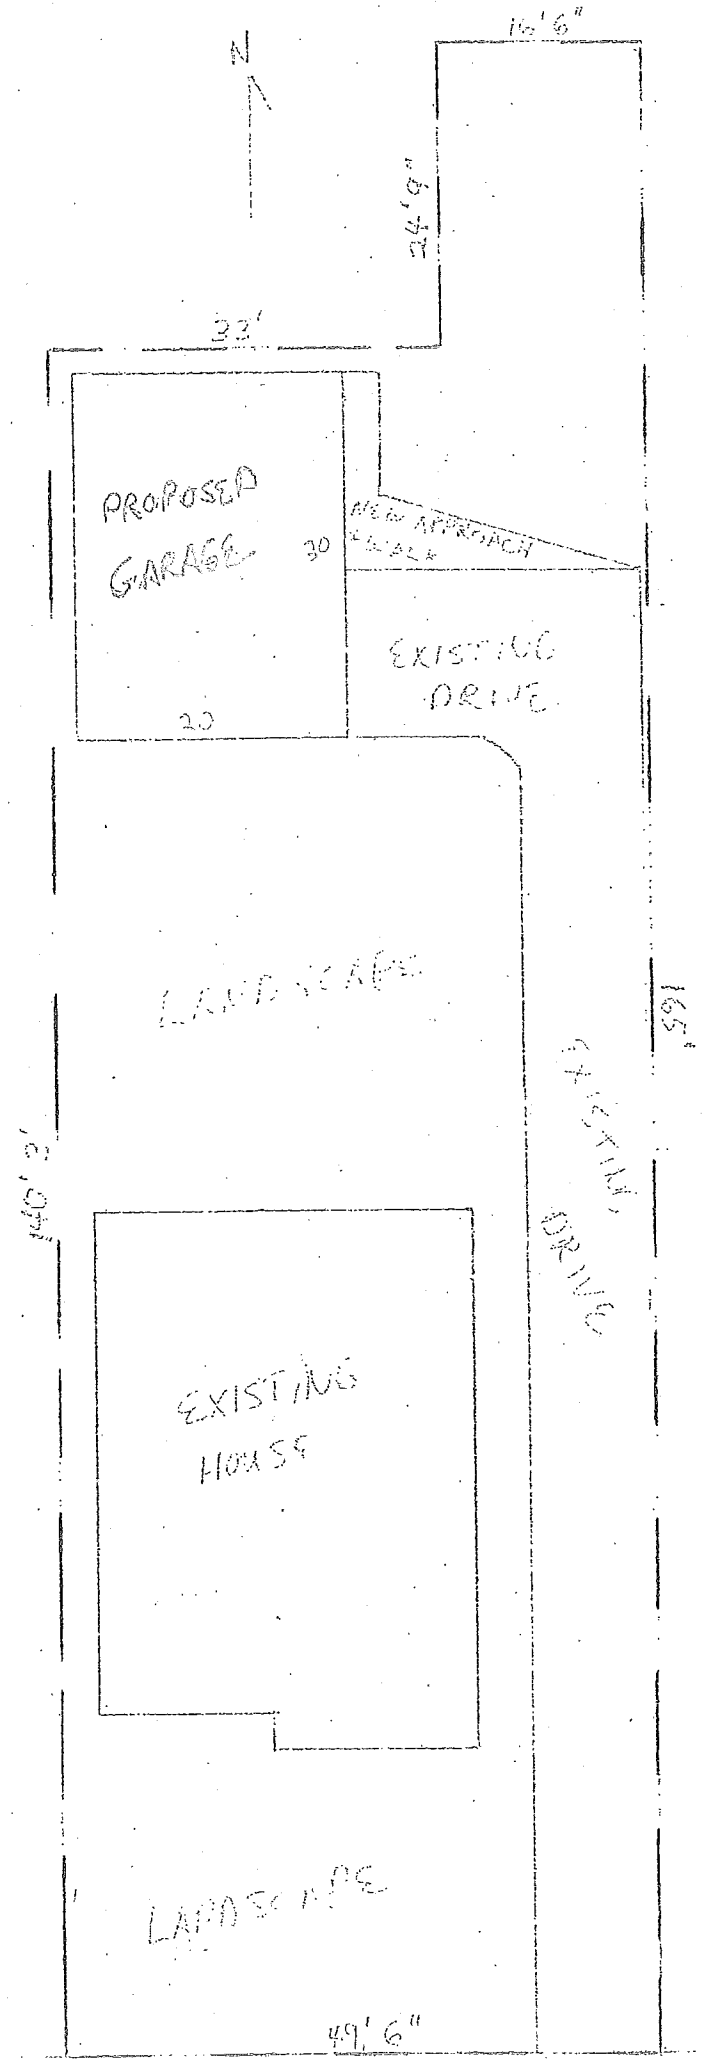 16' 6"
N
24' 9"
33'
PROPOSED
GARAGE
30
20
NEW APPROACH
& WALK
EXISTING
DRIVE
LANDSCAPE
165'
EXISTING
DRIVE
140' 3'
EXISTING
HOUSE
LANDSCAPE
49' 6"